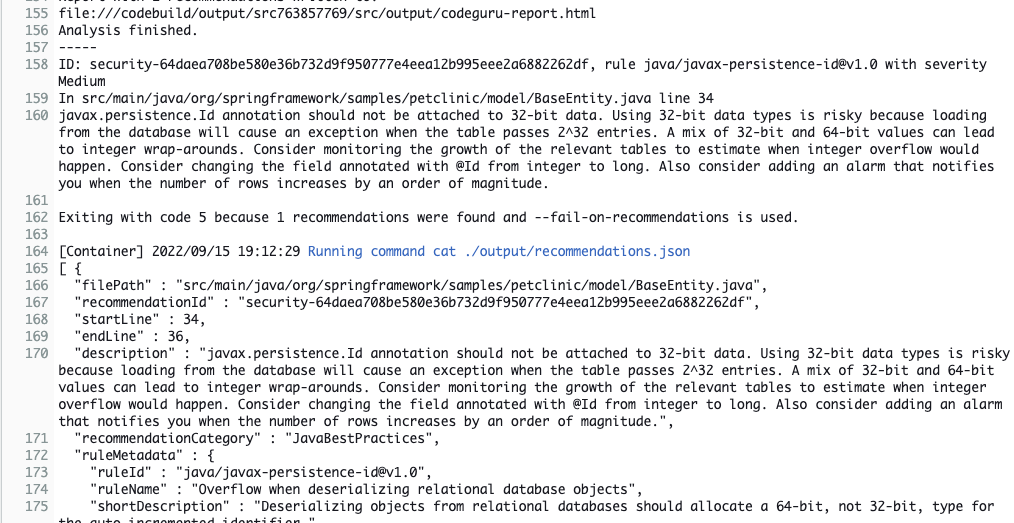 155 file:///codebuild/output/src763857769/src/output/codeguru-report.html
156 Analysis finished.
157 -----
158 ID: security-64daea708be580e36b732d9f950777e4eea12b995eee2a6882262df, rule java/javax-persistence-id@v1.0 with severity
Medium
159 In src/main/java/org/springframework/samples/petclinic/model/BaseEntity.java line 34
160 javax.persistence.Id annotation should not be attached to 32-bit data. Using 32-bit data types is risky because loading
from the database will cause an exception when the table passes 2^32 entries. A mix of 32-bit and 64-bit values can lead
to integer wrap-arounds. Consider monitoring the growth of the relevant tables to estimate when integer overflow would
happen. Consider changing the field annotated with @Id from integer to long. Also consider adding an alarm that notifies
you when the number of rows increases by an order of magnitude.
161
162 Exiting with code 5 because 1 recommendations were found and --fail-on-recommendations is used.
163
164 [Container] 2022/09/15 19:12:29 Running command cat ./output/recommendations.json
165 [ {
166   "filePath" : "src/main/java/org/springframework/samples/petclinic/model/BaseEntity.java",
167   "recommendationId" : "security-64daea708be580e36b732d9f950777e4eea12b995eee2a6882262df",
168   "startLine" : 34,
169   "endLine" : 36,
170   "description" : "javax.persistence.Id annotation should not be attached to 32-bit data. Using 32-bit data types is risky
because loading from the database will cause an exception when the table passes 2^32 entries. A mix of 32-bit and 64-bit
values can lead to integer wrap-arounds. Consider monitoring the growth of the relevant tables to estimate when integer
overflow would happen. Consider changing the field annotated with @Id from integer to long. Also consider adding an alarm
that notifies you when the number of rows increases by an order of magnitude.",
171   "recommendationCategory" : "JavaBestPractices",
172   "ruleMetadata" : {
173     "ruleId" : "java/javax-persistence-id@v1.0",
174     "ruleName" : "Overflow when deserializing relational database objects",
175     "shortDescription" : "Deserializing objects from relational databases should allocate a 64-bit, not 32-bit, type for
the auto incremented identifier."